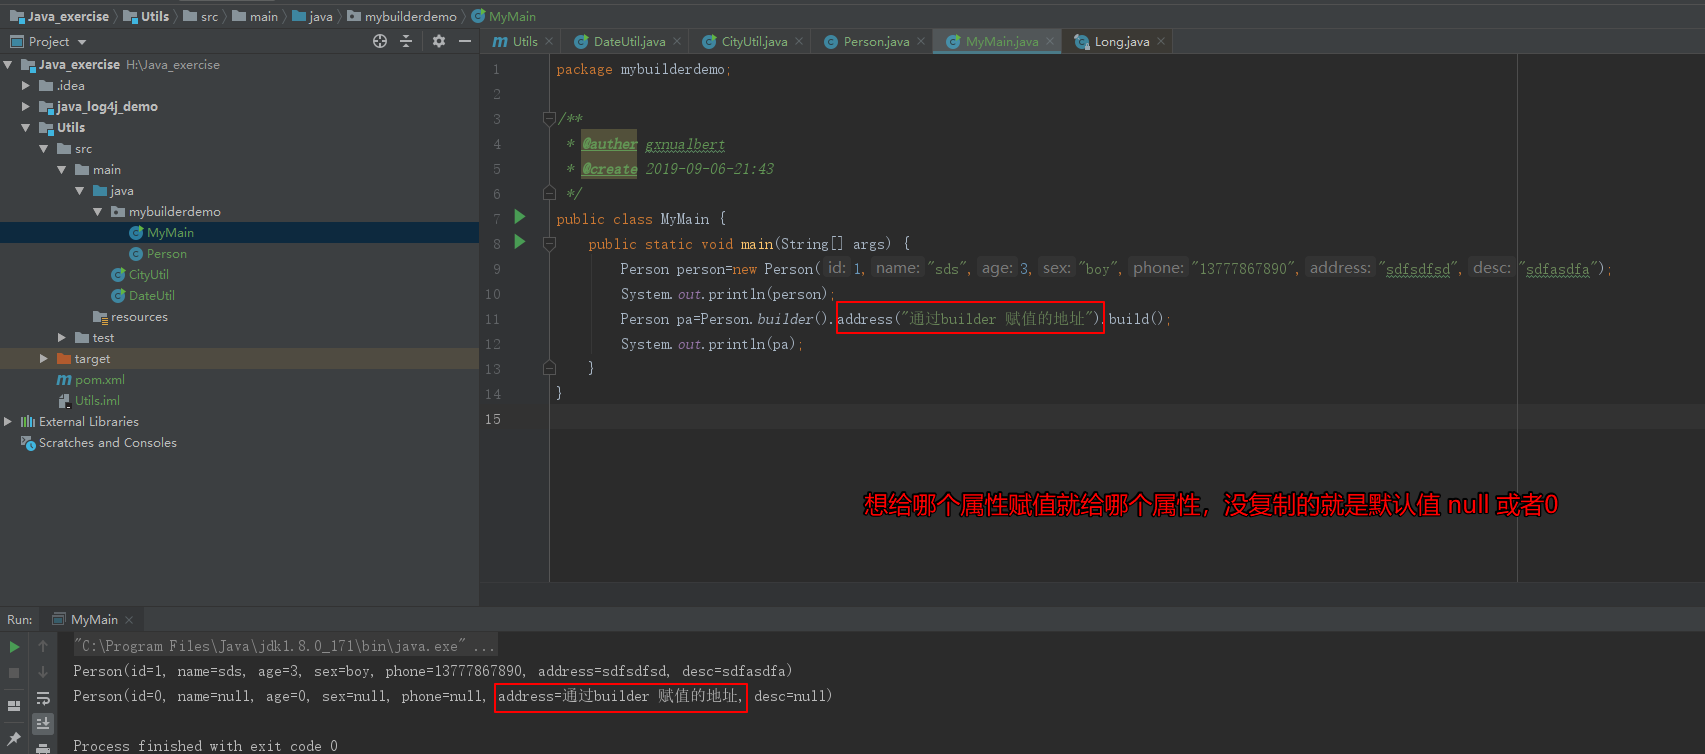 Java_exercise Utils src main java mybuilderdemo MyMain
Project
Utils DateUtil.java CityUtil.java Person.java MyMain.java Long.java
Java_exercise H:\Java_exercise
.idea
java_log4j_demo
Utils
src
main
java
mybuilderdemo
MyMain
Person
CityUtil
DateUtil
resources
test
target
pom.xml
Utils.iml
External Libraries
Scratches and Consoles
1 package mybuilderdemo;
2
3 /**
4 * @auther gxnualbert
5 * @create 2019-09-06-21:43
6 */
7 public class MyMain {
8 public static void main(String[] args) {
9 Person person=new Person( id: 1, name: "sds", age: 3, sex: "boy", phone: "13777867890", address: "sdfsdfsd", desc: "sdfasdfa");
10 System.out.println(person);
11 Person pa=Person.builder().address("通过builder 赋值的地址").build();
12 System.out.println(pa);
13 }
14 }
15
想给哪个属性赋值就给哪个属性，没复制的就是默认值 null 或者0
Run: MyMain
"C:\Program Files\Java\jdk1.8.0_171\bin\java.exe" ...
Person(id=1, name=sds, age=3, sex=boy, phone=13777867890, address=sdfsdfsd, desc=sdfasdfa)
Person(id=0, name=null, age=0, sex=null, phone=null, address=通过builder 赋值的地址, desc=null)
Process finished with exit code 0